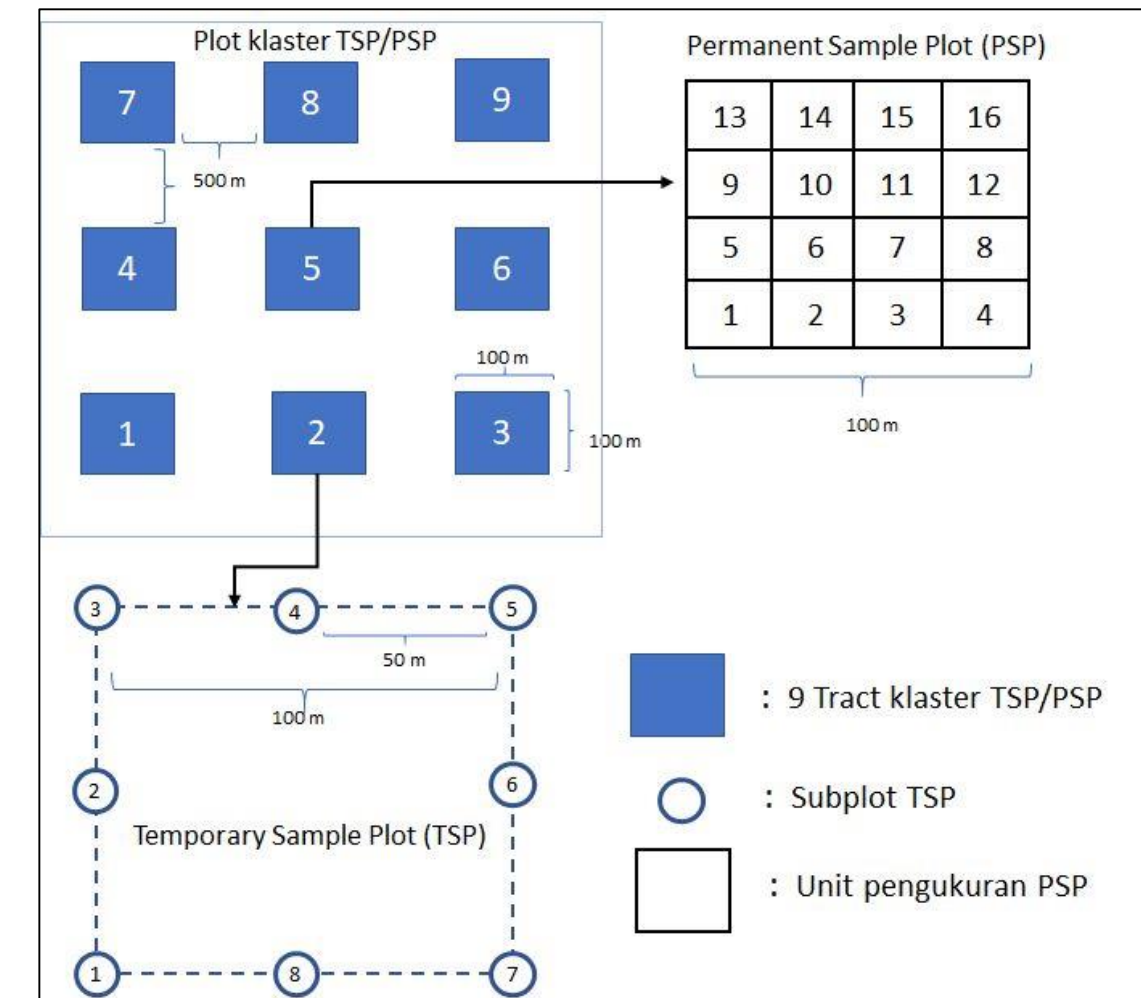 Plot klaster TSP/PSP
7
8
9
500 m
4
5
6
100 m
1
2
3
100 m
Permanent Sample Plot (PSP)
13 14 15 16
9 10 11 12
5 6 7 8
1 2 3 4
100 m
3
4
5
50 m
100 m
2
6
Temporary Sample Plot (TSP)
1
8
7
: 9 Tract klaster TSP/PSP
: Subplot TSP
: Unit pengukuran PSP